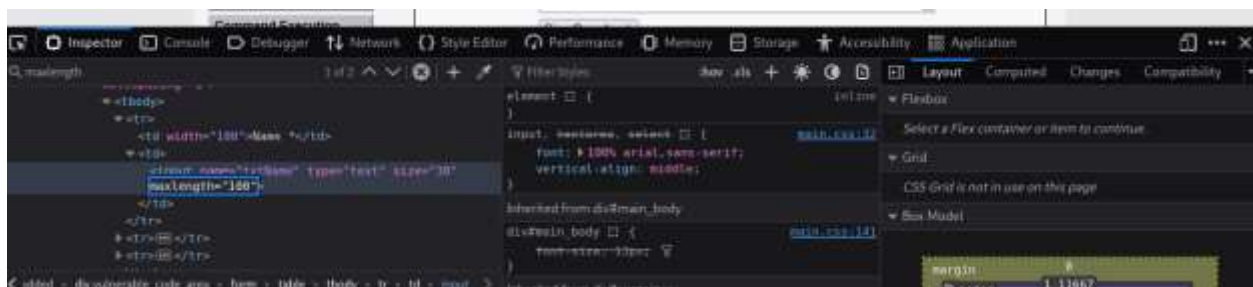 Command Execution
Inspector Console Debugger Network Style Editor Performance Memory Storage Accessibility Application
maxlength 1 of 2 Filter Styles :hov .cls Layout Computed Changes Compatibility
<tbody> element { inline Flexbox
<tr> }
<td width="100">Name *</td> input, textarea, select { main.css:32 Select a Flex container or item to continue.
<td> font: 100% arial,sans-serif; Grid
<input name="txtName" type="text" size="30" vertical-align: middle;
maxlength="100"> } CSS Grid is not in use on this page
</td> Inherited from div#main_body Box Model
</tr> div#main_body { main.css:141
<tr> </tr> font-size: 13px;
<tr> </tr> } margin 0
div.vulnerable_code_area form table tbody tr td input 1.11667